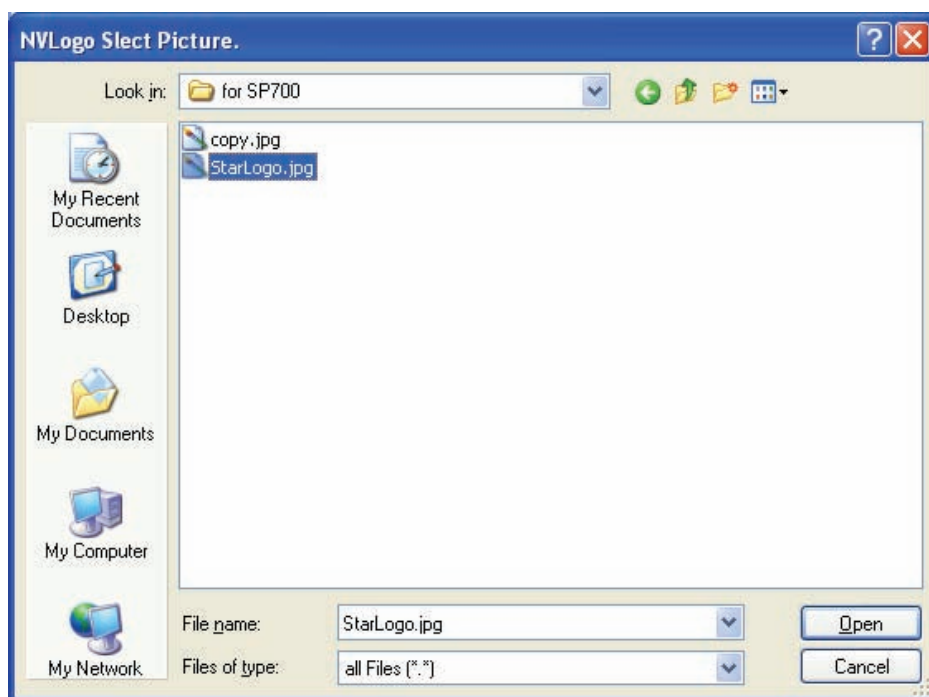 NVLogo Slect Picture.
Look in: for SP700
copy.jpg
StarLogo.jpg
My Recent
Documents
Desktop
My Documents
My Computer
My Network
File name: StarLogo.jpg Open
Files of type: all Files (*.*) Cancel